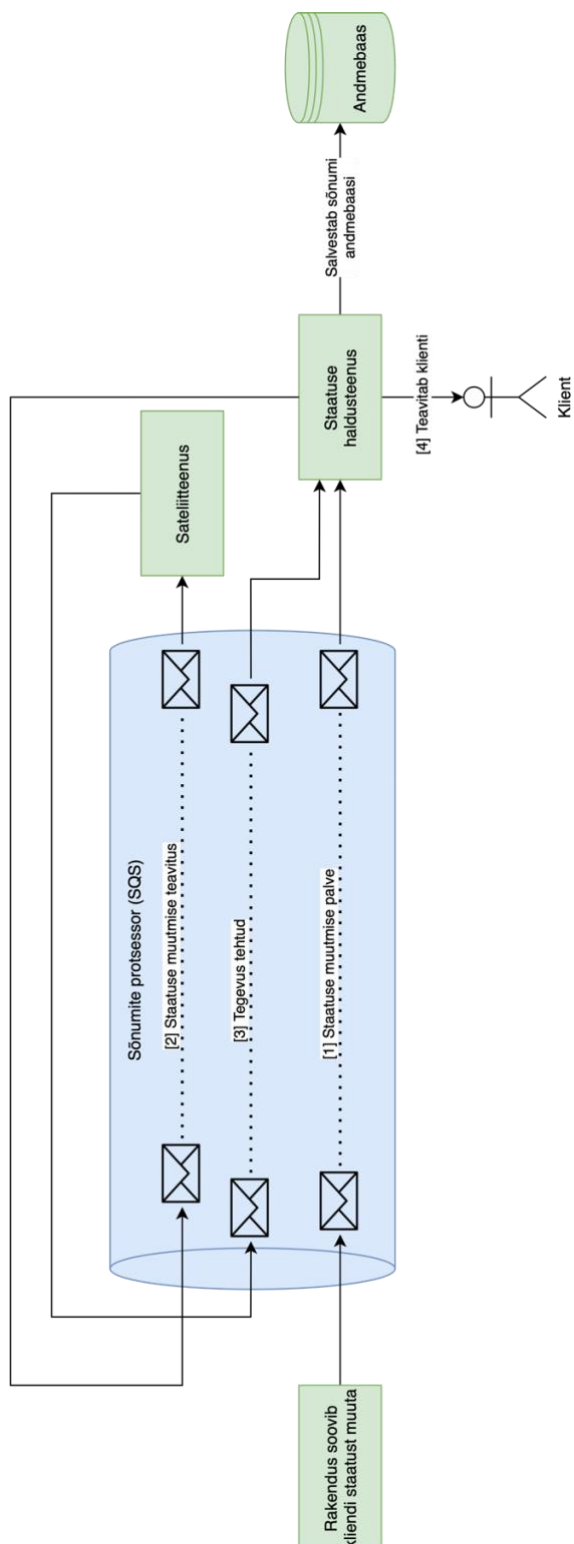 Sõnumite protsessor (SQS)
[2] Staatuse muutmise teavitus
[3] Tegevus tehtud
[1] Staatuse muutmise palve
Rakendus soovib
kliendi staatust muuta
Sateliitteenus
Staatuse
haldusteenus
[4] Teavitab klienti
Klient
Salvestab sõnumi
andmebaasi
Andmebaas